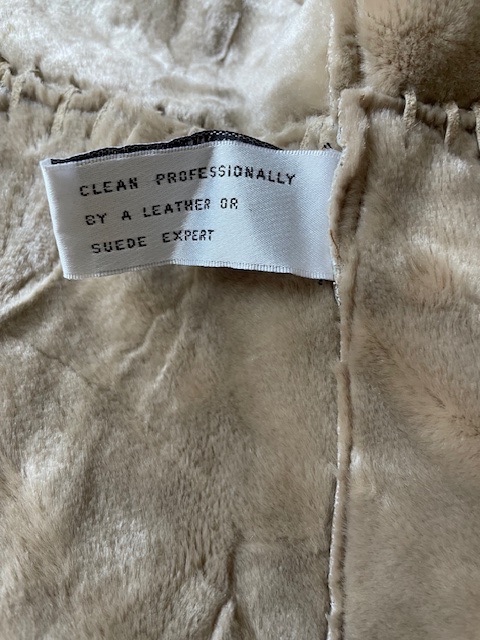 CLEAN PROFESSIONALLY
BY A LEATHER OR
SUEDE EXPERT